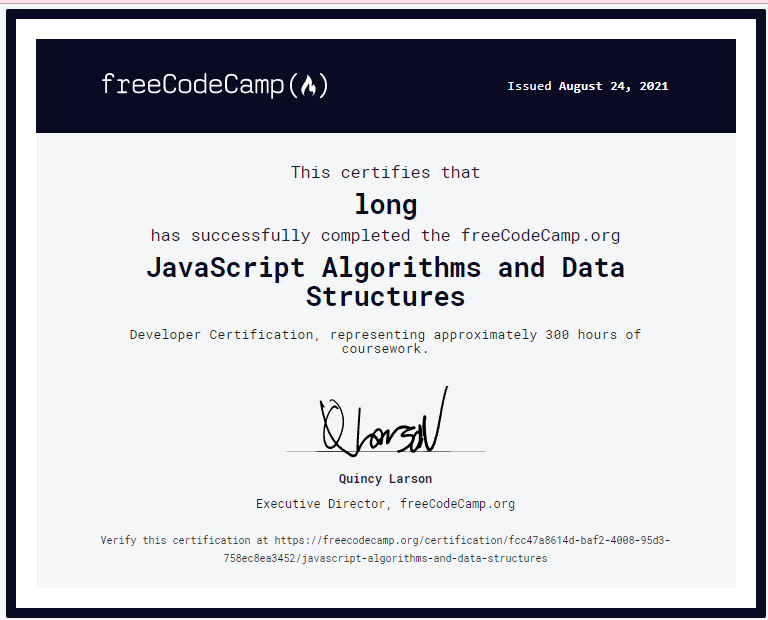 freeCodeCamp(🔥)
Issued August 24, 2021
This certifies that
long
has successfully completed the freeCodeCamp.org
JavaScript Algorithms and Data
Structures
Developer Certification, representing approximately 300 hours of
coursework.
Q Larson
Quincy Larson
Executive Director, freeCodeCamp.org
Verify this certification at https://freecodecamp.org/certification/fcc47a8614d-baf2-4008-95d3-
758ec8ea3452/javascript-algorithms-and-data-structures